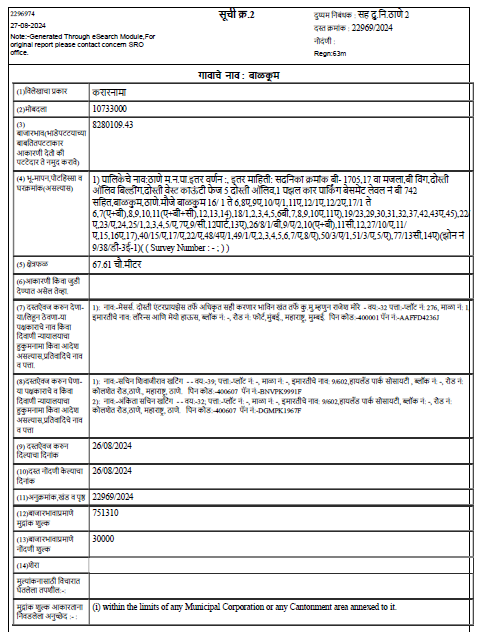 2296974
सूची क्र.2
दुय्यम निबंधक : सह दु.नि.ठाणे 2
27-08-2024
दस्त क्रमांक : 22969/2024
Note:-Generated Through eSearch Module,For
original report please contact concern SRO
office.
नोदंणी :
Regn:63m
गावाचे नाव : बाळकूम
(1)विलेखाचा प्रकार
करारनामा
(2)मोबदला
10733000
(3)
बाजारभाव(भाडेपटटयाच्या
बाबतितपटटाकार
आकारणी देतो की
पटटेदार ते नमुद करावे)
8280109.43
(4) भू-मापन,पोटहिस्सा व
घरक्रमांक(असल्यास)
1) पालिकेचे नाव:ठाणे म.न.पा.इतर वर्णन :, इतर माहिती: सदनिका क्रमांक बी- 1705,17 वा मजला,बी विंग,दोस्ती
ऑलिव बिल्डींग,दोस्ती वेस्ट काऊंटी फेज 5 दोस्ती ऑलिव,1 पझल कार पार्किंग बेसमेंट लेवल नं बी 742
सहित,बाळकूम,ठाणे.मौजे बाळकूम 16/ 1 ते 6,8ए,9ए,10/ए/1,11ए,12/1ए,12/2ए,17/1 ते
6,7(ए+बी),8,9,10,11(ए+बी+सी),12,13,14),18/1,2,3,4,5,6बी,7,8,9,10ए,11ए),19/23,29,30,31,32,37,42,43ए,45),22/
ए,23/ए,24,25/1,2,3,4,5/ए,7ए,9/सी,12पार्ट,13ए),26/8/1/बी,9/ए/2,10(ए+बी),11सी,12,27/10/ए,11/
ए,15,16ए,17),40/15/ए,17/ए,22/ए,48/4ए/1,49/1/ए,2,3,4,5,6,7/ए,8/ए),50/3/ए/1,51/3/ए,5/ए),77/13सी,14ए)(झोन नं
9/38/डी-3ई-1)( ( Survey Number : - ; ) )
(5) क्षेत्रफळ
67.61 चौ.मीटर
(6)आकारणी किंवा जुडी
देण्यात असेल तेव्हा.
(7) दस्तऐवज करुन देणा-
या/लिहून ठेवणा-या
पक्षकाराचे नाव किंवा
दिवाणी न्यायालयाचा
हुकुमनामा किंवा आदेश
असल्यास,प्रतिवादिचे नाव
व पत्ता.
1): नाव:-मेसर्स. दोस्ती एंटरप्रायझेस तर्फे अधिकृत सही करणार भाविन खंत तर्फे कु.मु म्हणुन राजेश मोरे - - वय:-32 पत्ता:-प्लॉट नं: 276, माळा नं: 1
इमारतीचे नाव: लॉरेन्स आणि मेयो हाऊस, ब्लॉक नं: -, रोड नं: फोर्ट,मुंबई., महाराष्ट्र, मुम्बई. पिन कोड:-400001 पॅन नं:-AAFFD4236J
(8)दस्तऐवज करुन घेणा-
या पक्षकाराचे व किंवा
दिवाणी न्यायालयाचा
हुकुमनामा किंवा आदेश
असल्यास,प्रतिवादिचे नाव
व पत्ता
1): नाव:-सचिन शिवाजीराव खटिंग - - वय:-39; पत्ता:-प्लॉट नं: -, माळा नं: -, इमारतीचे नाव: 9/602,हायलँड पार्क सोसायटी , ब्लॉक नं: -, रोड नं:
कोलशेत रोड,ठाणे, महाराष्ट्र, ठाणे. पिन कोड:-400607 पॅन नं:-BNVPK9991F
2): नाव:-अंकिता सचिन खटिंग - - वय:-32; पत्ता:-प्लॉट नं: -, माळा नं: -, इमारतीचे नाव: 9/602,हायलँड पार्क सोसायटी , ब्लॉक नं: -, रोड नं:
कोलशेत रोड,ठाणे, महाराष्ट्र, ठाणे. पिन कोड:-400607 पॅन नं:-DGMPK1967F
(9) दस्तऐवज करुन
दिल्याचा दिनांक
26/08/2024
(10)दस्त नोंदणी केल्याचा
दिनांक
26/08/2024
(11)अनुक्रमांक,खंड व पृष्ठ
22969/2024
(12)बाजारभावाप्रमाणे
मुद्रांक शुल्क
751310
(13)बाजारभावाप्रमाणे
नोंदणी शुल्क
30000
(14)शेरा
मुल्यांकनासाठी विचारात
घेतलेला तपशील:-:
मुद्रांक शुल्क आकारताना
निवडलेला अनुच्छेद :- :
(i) within the limits of any Municipal Corporation or any Cantonment area annexed to it.